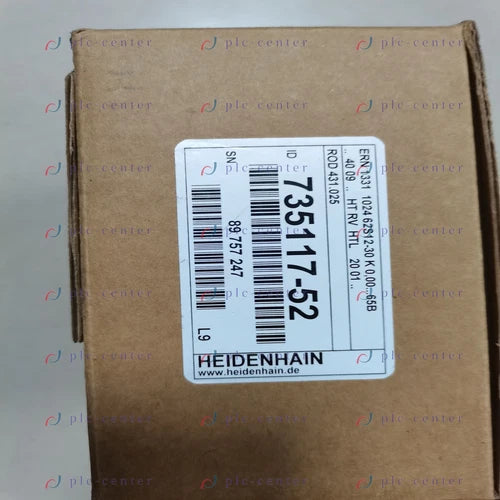 ERN 1331 1024 62S12-30 K 0,00...65B
.. 40 09 .. HT RV HTL 20 01 ..
ROD 431.025
ID 735117-52
SN 89 757 247 L9
HEIDENHAIN
www.heidenhain.de
plc-center